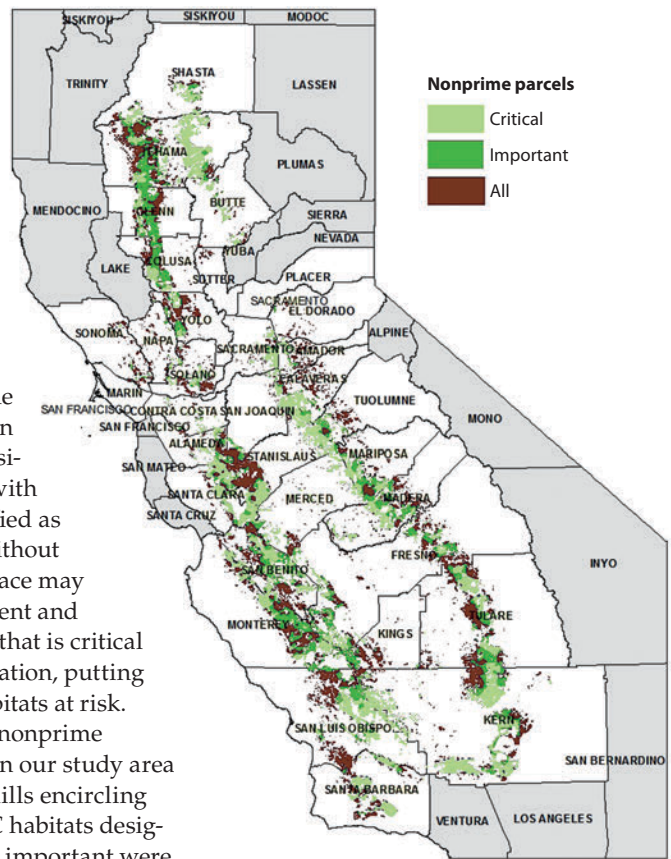 SISKIYOU
SISKIYOU
MODOC
TRINITY
SHASTA
LASSEN
TEHAMA
PLUMAS
MENDOCINO
GLENN
BUTTE
SIERRA
NEVADA
LAKE
COLUSA
YUBA
SUTTER
PLACER
SACRAMENTO
EL DORADO
SONOMA
NAPA
YOLO
SACRAMENTO
AMADOR
ALPINE
SOLANO
CALAVERAS
MARIN
TUOLUMNE
SAN FRANCISCO
CONTRA COSTA
SAN JOAQUIN
MONO
SAN FRANCISCO
ALAMEDA
STANISLAUS
MARIPOSA
SAN MATEO
SANTA CLARA
MERCED
MADERA
SANTA CRUZ
FRESNO
INYO
SAN BENITO
MONTEREY
KINGS
TULARE
SAN LUIS OBISPO
KERN
SAN BERNARDINO
SANTA BARBARA
VENTURA
LOS ANGELES
Nonprime parcels
Critical
Important
All
n
si-
with
ied as
ithout
ace may
ent and
that is critical
ation, putting
bitats at risk.
nonprime
n our study area
ills encircling
C habitats desig-
important were